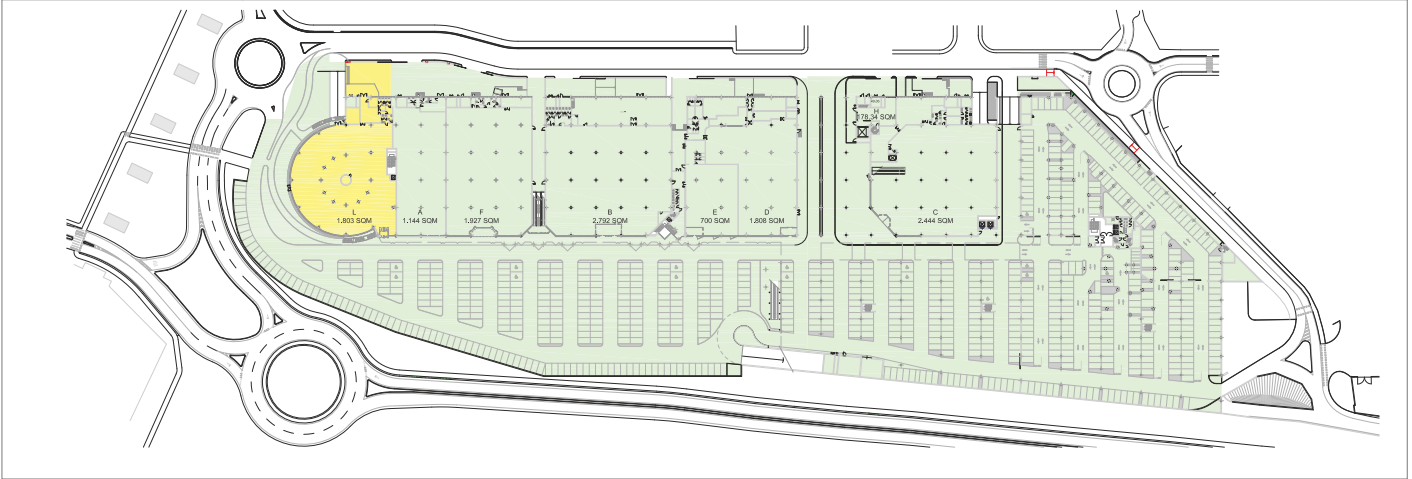 H
178.34 SQM
L
1.803 SQM
A
1.144 SQM
F
1.927 SQM
B
2.792 SQM
E
700 SQM
D
1.808 SQM
C
2.444 SQM